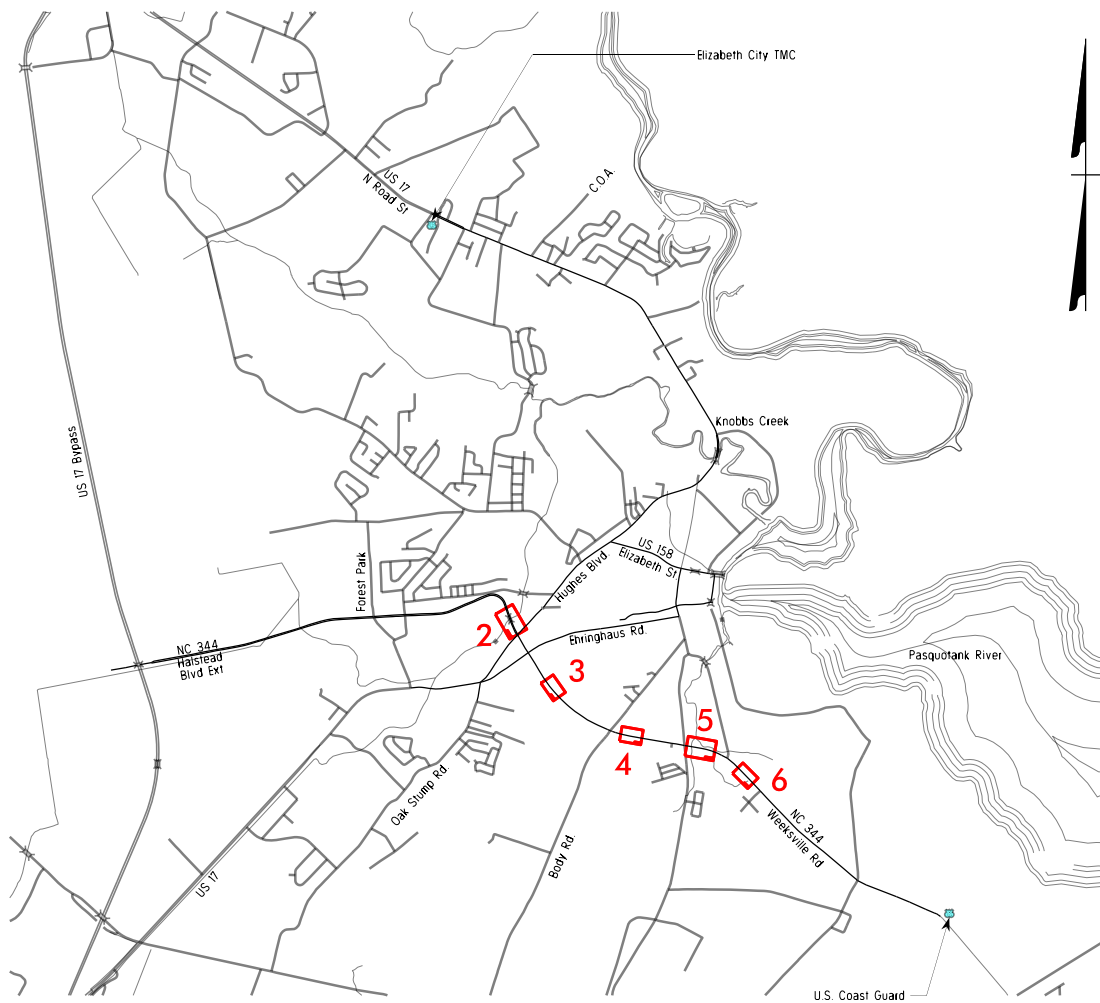 Elizabeth City TMC
US 17
N Road St
C.O.A.
Knobbs Creek
US 17 Bypass
US 158
Elizabeth St
Forest Park
Hughes Blvd.
Ehringhaus Rd.
2
NC 344
Halstead
Blvd Ext
Pasquotank River
3
5
4
6
Oak Stump Rd.
NC 344
Weeksville Rd
Body Rd.
US 17
U.S. Coast Guard